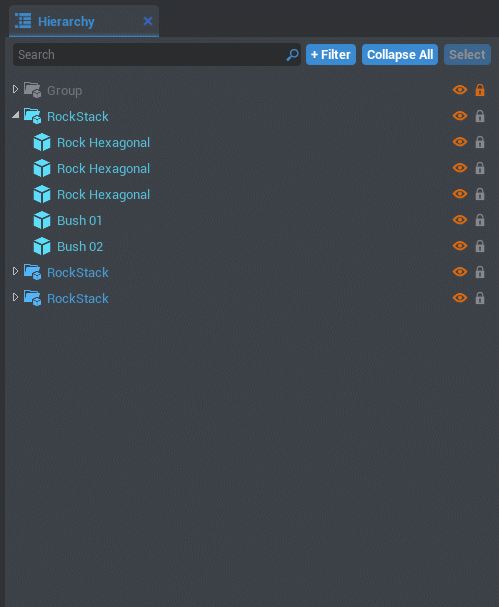 Hierarchy
Search + Filter Collapse All Select
Group
RockStack
Rock Hexagonal
Rock Hexagonal
Rock Hexagonal
Bush 01
Bush 02
RockStack
RockStack